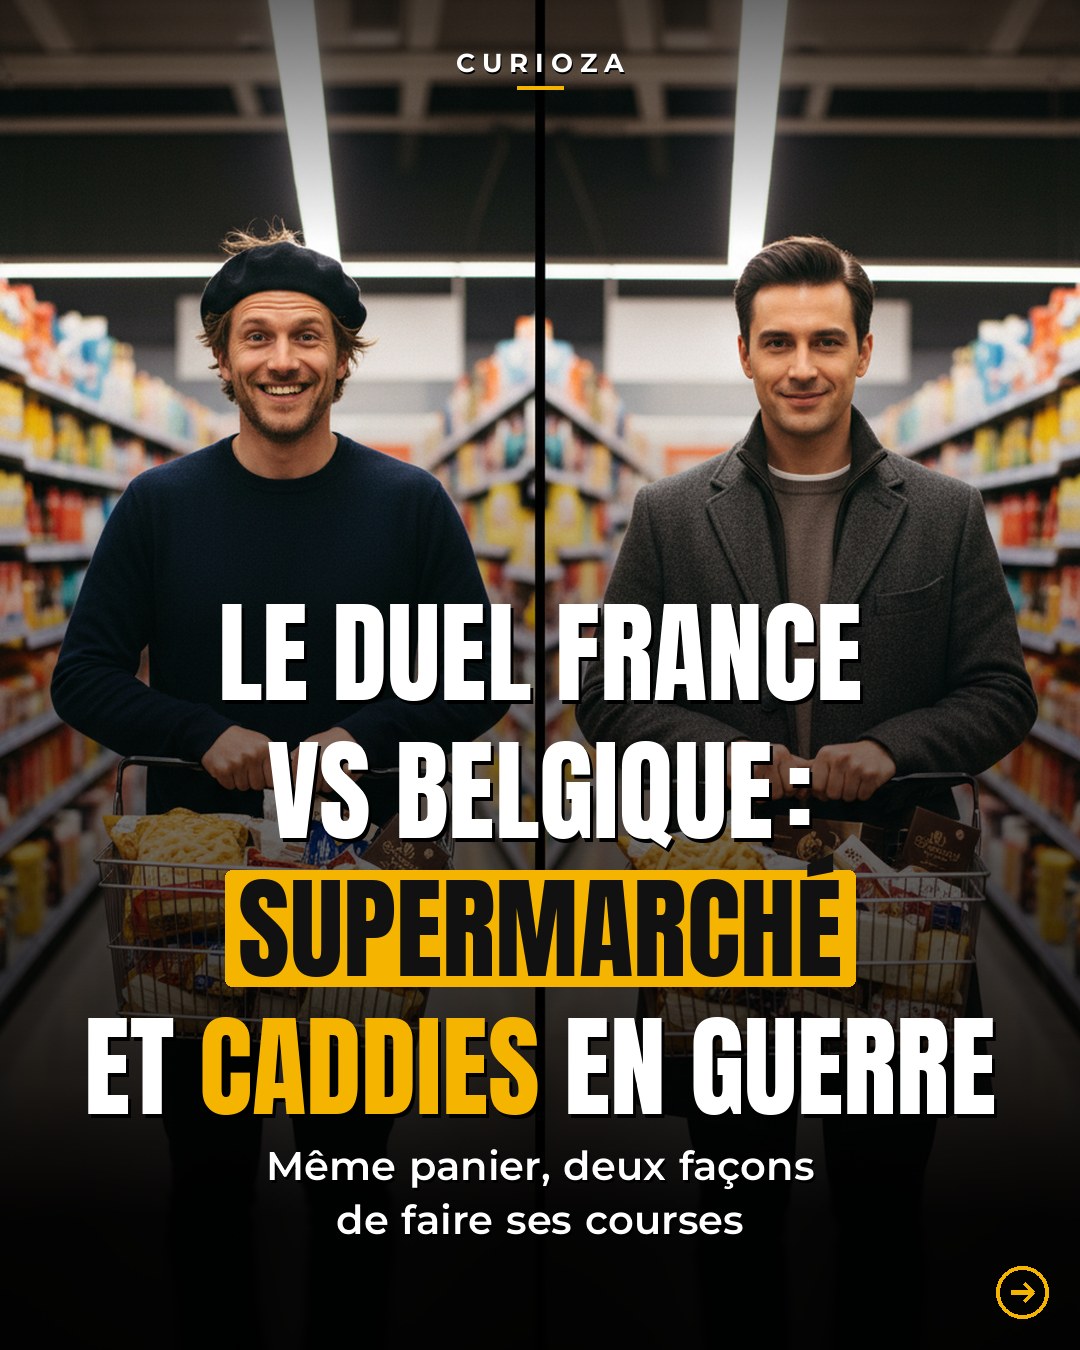 CURIOZA
LE DUEL FRANCE
VS BELGIQUE :
SUPERMARCHÉ
ET CADDIES EN GUERRE
Même panier, deux façons
de faire ses courses